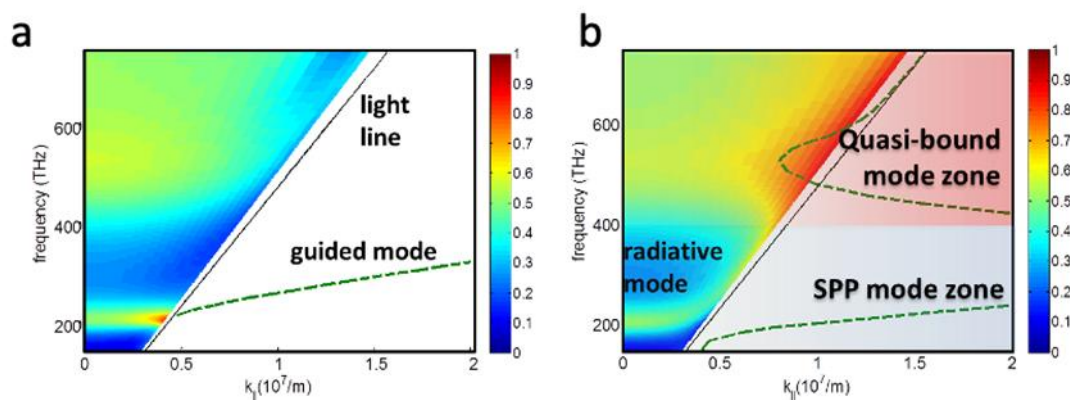 a
frequency (THz)
600
400
200
0
0.5
1
1.5
2
k||(10^7/m)
light
line
guided mode
1
0.9
0.8
0.7
0.6
0.5
0.4
0.3
0.2
0.1
0
b
frequency (THz)
600
400
200
0
0.5
1
1.5
2
k||(10^7/m)
Quasi-bound
mode zone
radiative
mode
SPP mode zone
1
0.9
0.8
0.7
0.6
0.5
0.4
0.3
0.2
0.1
0